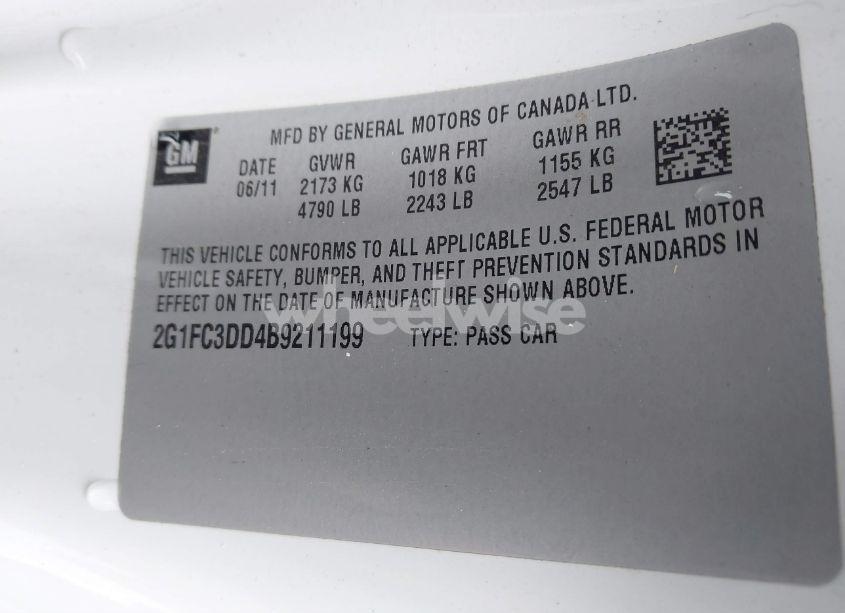 GM
MFD BY GENERAL MOTORS OF CANADA LTD.
DATE GVWR GAWR FRT GAWR RR
06/11 2173 KG 1018 KG 1155 KG
4790 LB 2243 LB 2547 LB
THIS VEHICLE CONFORMS TO ALL APPLICABLE U.S. FEDERAL MOTOR
VEHICLE SAFETY, BUMPER, AND THEFT PREVENTION STANDARDS IN
EFFECT ON THE DATE OF MANUFACTURE SHOWN ABOVE.
wheelwise
2G1FC3DD4B9211199 TYPE: PASS CAR